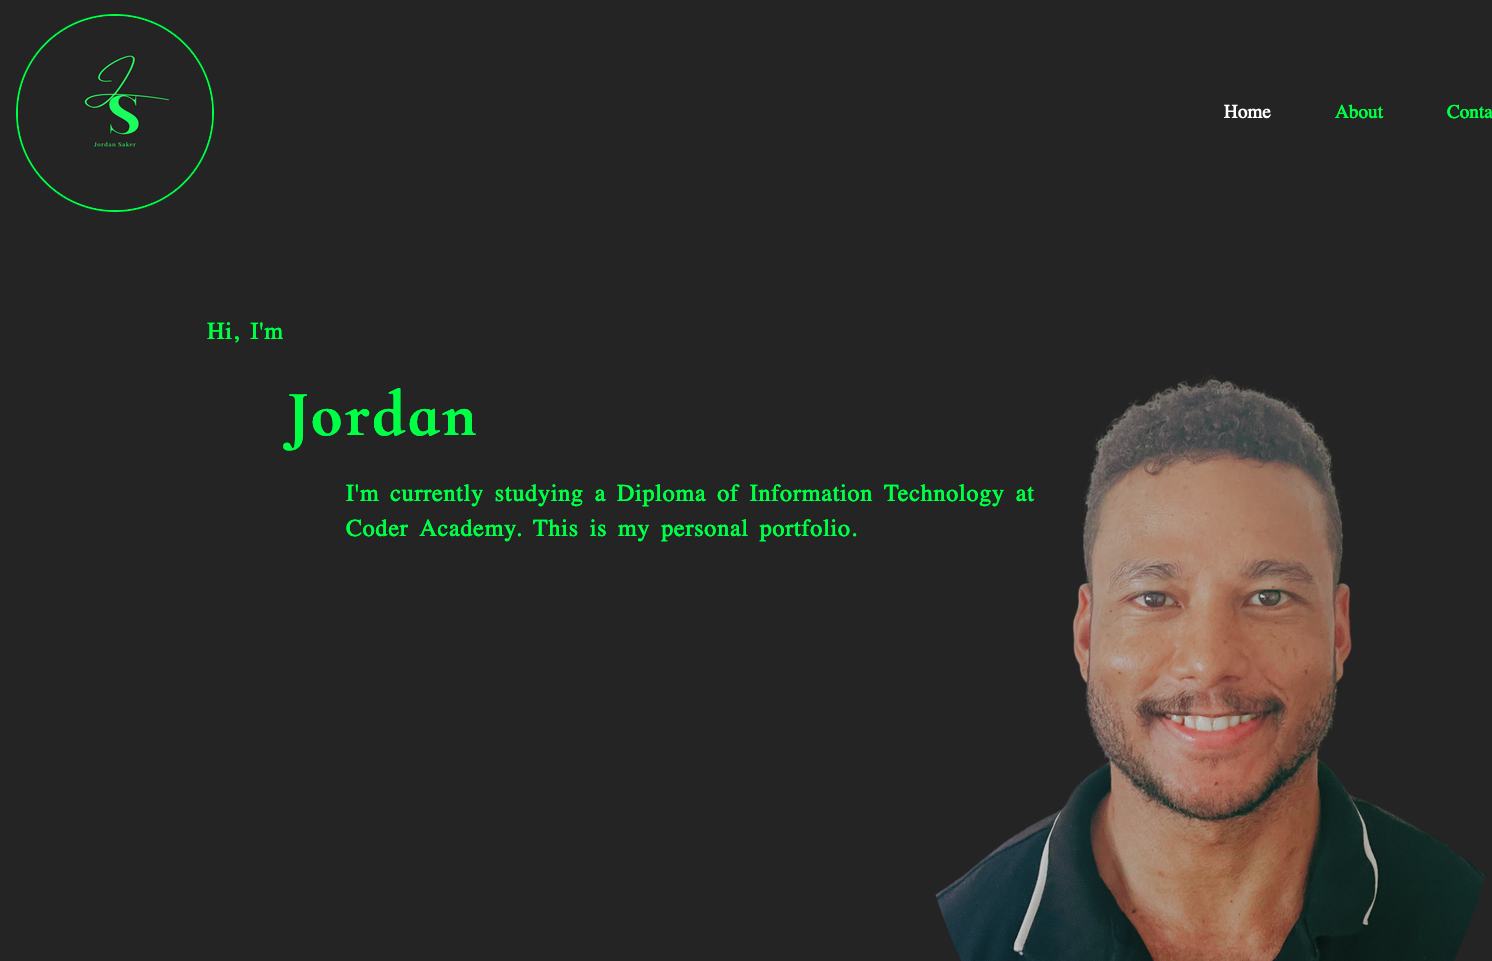 JS
Jordan Saker
Home About Conta
Hi, I'm
Jordan
I'm currently studying a Diploma of Information Technology at
Coder Academy. This is my personal portfolio.